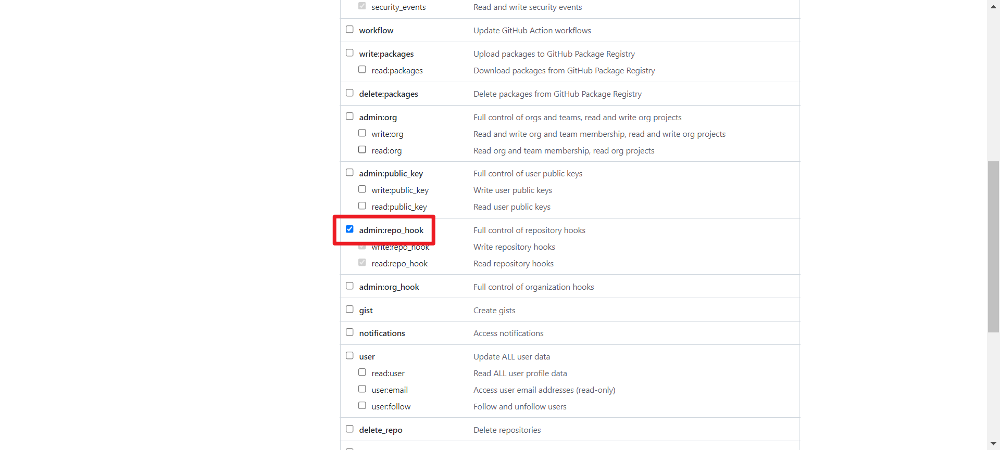 security_events Read and write security events
workflow Update GitHub Action workflows
write:packages Upload packages to GitHub Package Registry
read:packages Download packages from GitHub Package Registry
delete:packages Delete packages from GitHub Package Registry
admin:org Full control of orgs and teams, read and write org projects
write:org Read and write org and team membership, read and write org projects
read:org Read org and team membership, read org projects
admin:public_key Full control of user public keys
write:public_key Write user public keys
read:public_key Read user public keys
admin:repo_hook Full control of repository hooks
write:repo_hook Write repository hooks
read:repo_hook Read repository hooks
admin:org_hook Full control of organization hooks
gist Create gists
notifications Access notifications
user Update ALL user data
read:user Read ALL user profile data
user:email Access user email addresses (read-only)
user:follow Follow and unfollow users
delete_repo Delete repositories